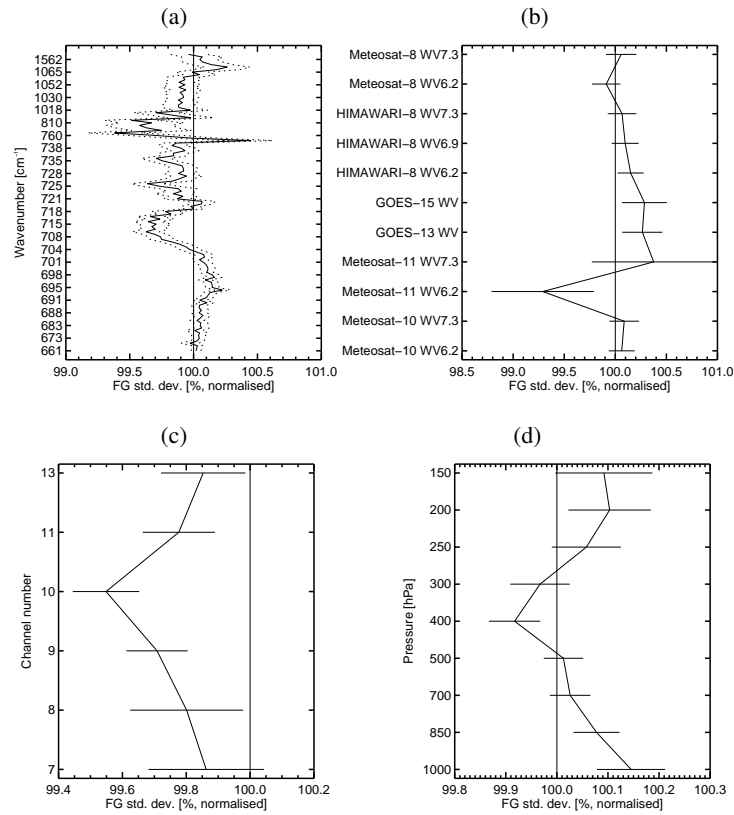 (a)
1562
1065
1052
1030
1018
810
760
738
735
728
725
721
718
715
708
704
701
698
695
691
688
683
673
661
Wavenumber [cm⁻¹]
99.0 99.5 100.0 100.5 101.0
FG std. dev. [%, normalised]
(b)
Meteosat−8 WV7.3
Meteosat−8 WV6.2
HIMAWARI−8 WV7.3
HIMAWARI−8 WV6.9
HIMAWARI−8 WV6.2
GOES−15 WV
GOES−13 WV
Meteosat−11 WV7.3
Meteosat−11 WV6.2
Meteosat−10 WV7.3
Meteosat−10 WV6.2
98.5 99.0 99.5 100.0 100.5 101.0
FG std. dev. [%, normalised]
(c)
13
11
10
9
8
7
Channel number
99.4 99.6 99.8 100.0 100.2
FG std. dev. [%, normalised]
(d)
150
200
250
300
400
500
700
850
1000
Pressure [hPa]
99.8 99.9 100.0 100.1 100.2 100.3
FG std. dev. [%, normalised]